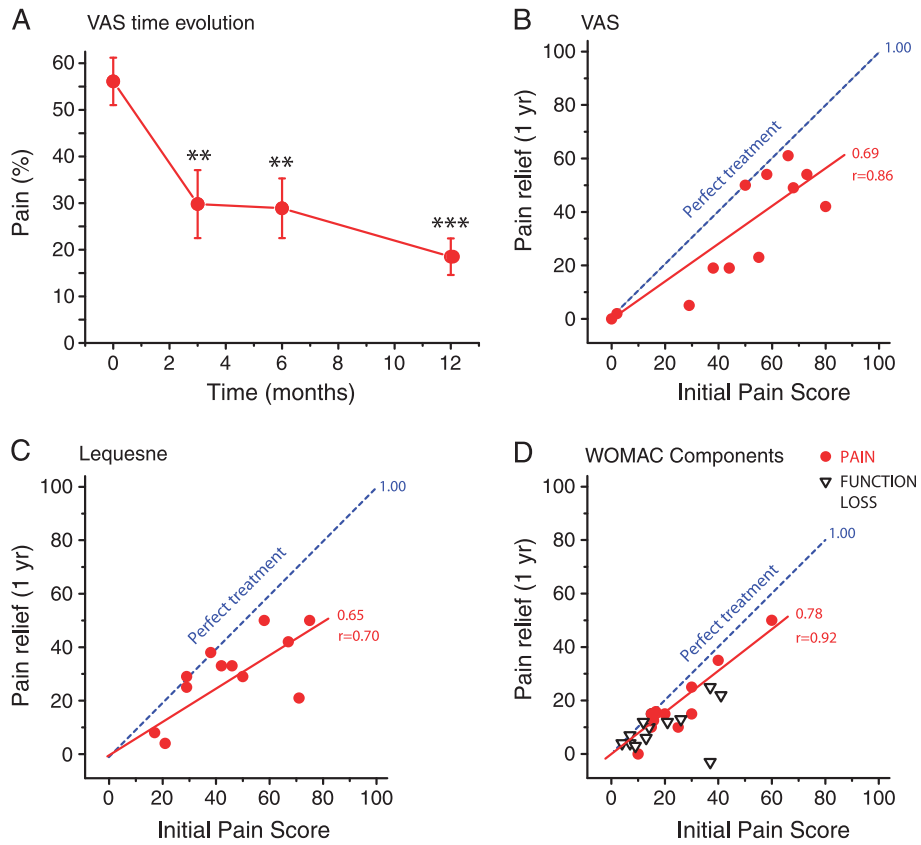 A
VAS time evolution
60
50
40
30
20
10
0
Pain (%)
**
**
***
0
2
4
6
8
10
12
Time (months)
B
VAS
100
80
60
40
20
0
Pain relief (1 yr)
1.00
Perfect treatment
0.69
r=0.86
0
20
40
60
80
100
Initial Pain Score
C
Lequesne
100
80
60
40
20
0
Pain relief (1 yr)
1.00
Perfect treatment
0.65
r=0.70
0
20
40
60
80
100
Initial Pain Score
D
WOMAC Components
PAIN
FUNCTION
LOSS
100
80
60
40
20
0
Pain relief (1 yr)
1.00
Perfect treatment
0.78
r=0.92
0
20
40
60
80
100
Initial Pain Score